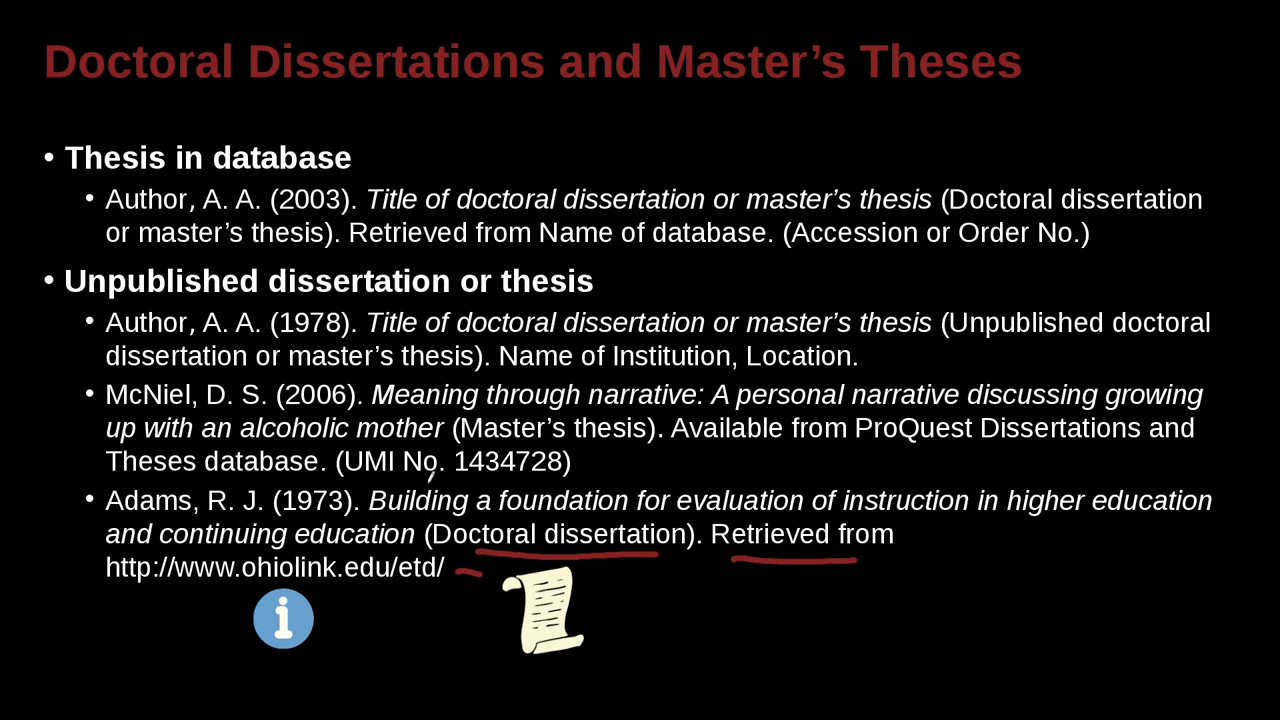 Doctoral Dissertations and Master’s Theses
• Thesis in database
• Author, A. A. (2003). Title of doctoral dissertation or master’s thesis (Doctoral dissertation
or master’s thesis). Retrieved from Name of database. (Accession or Order No.)
• Unpublished dissertation or thesis
• Author, A. A. (1978). Title of doctoral dissertation or master’s thesis (Unpublished doctoral
dissertation or master’s thesis). Name of Institution, Location.
• McNiel, D. S. (2006). Meaning through narrative: A personal narrative discussing growing
up with an alcoholic mother (Master’s thesis). Available from ProQuest Dissertations and
Theses database. (UMI No. 1434728)
• Adams, R. J. (1973). Building a foundation for evaluation of instruction in higher education
and continuing education (Doctoral dissertation). Retrieved from
http://www.ohiolink.edu/etd/